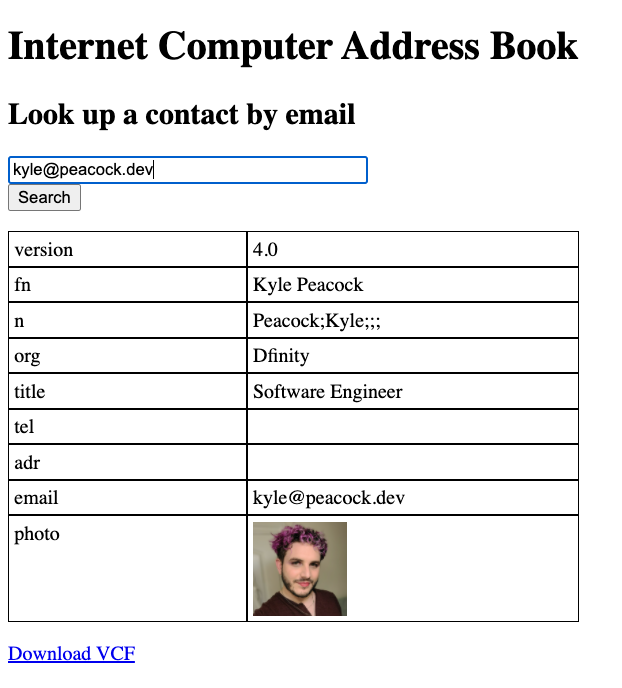 Internet Computer Address Book
Look up a contact by email
kyle@peacock.dev
Search
version 4.0
fn Kyle Peacock
n Peacock;Kyle;;;
org Dfinity
title Software Engineer
tel
adr
email kyle@peacock.dev
photo
Download VCF